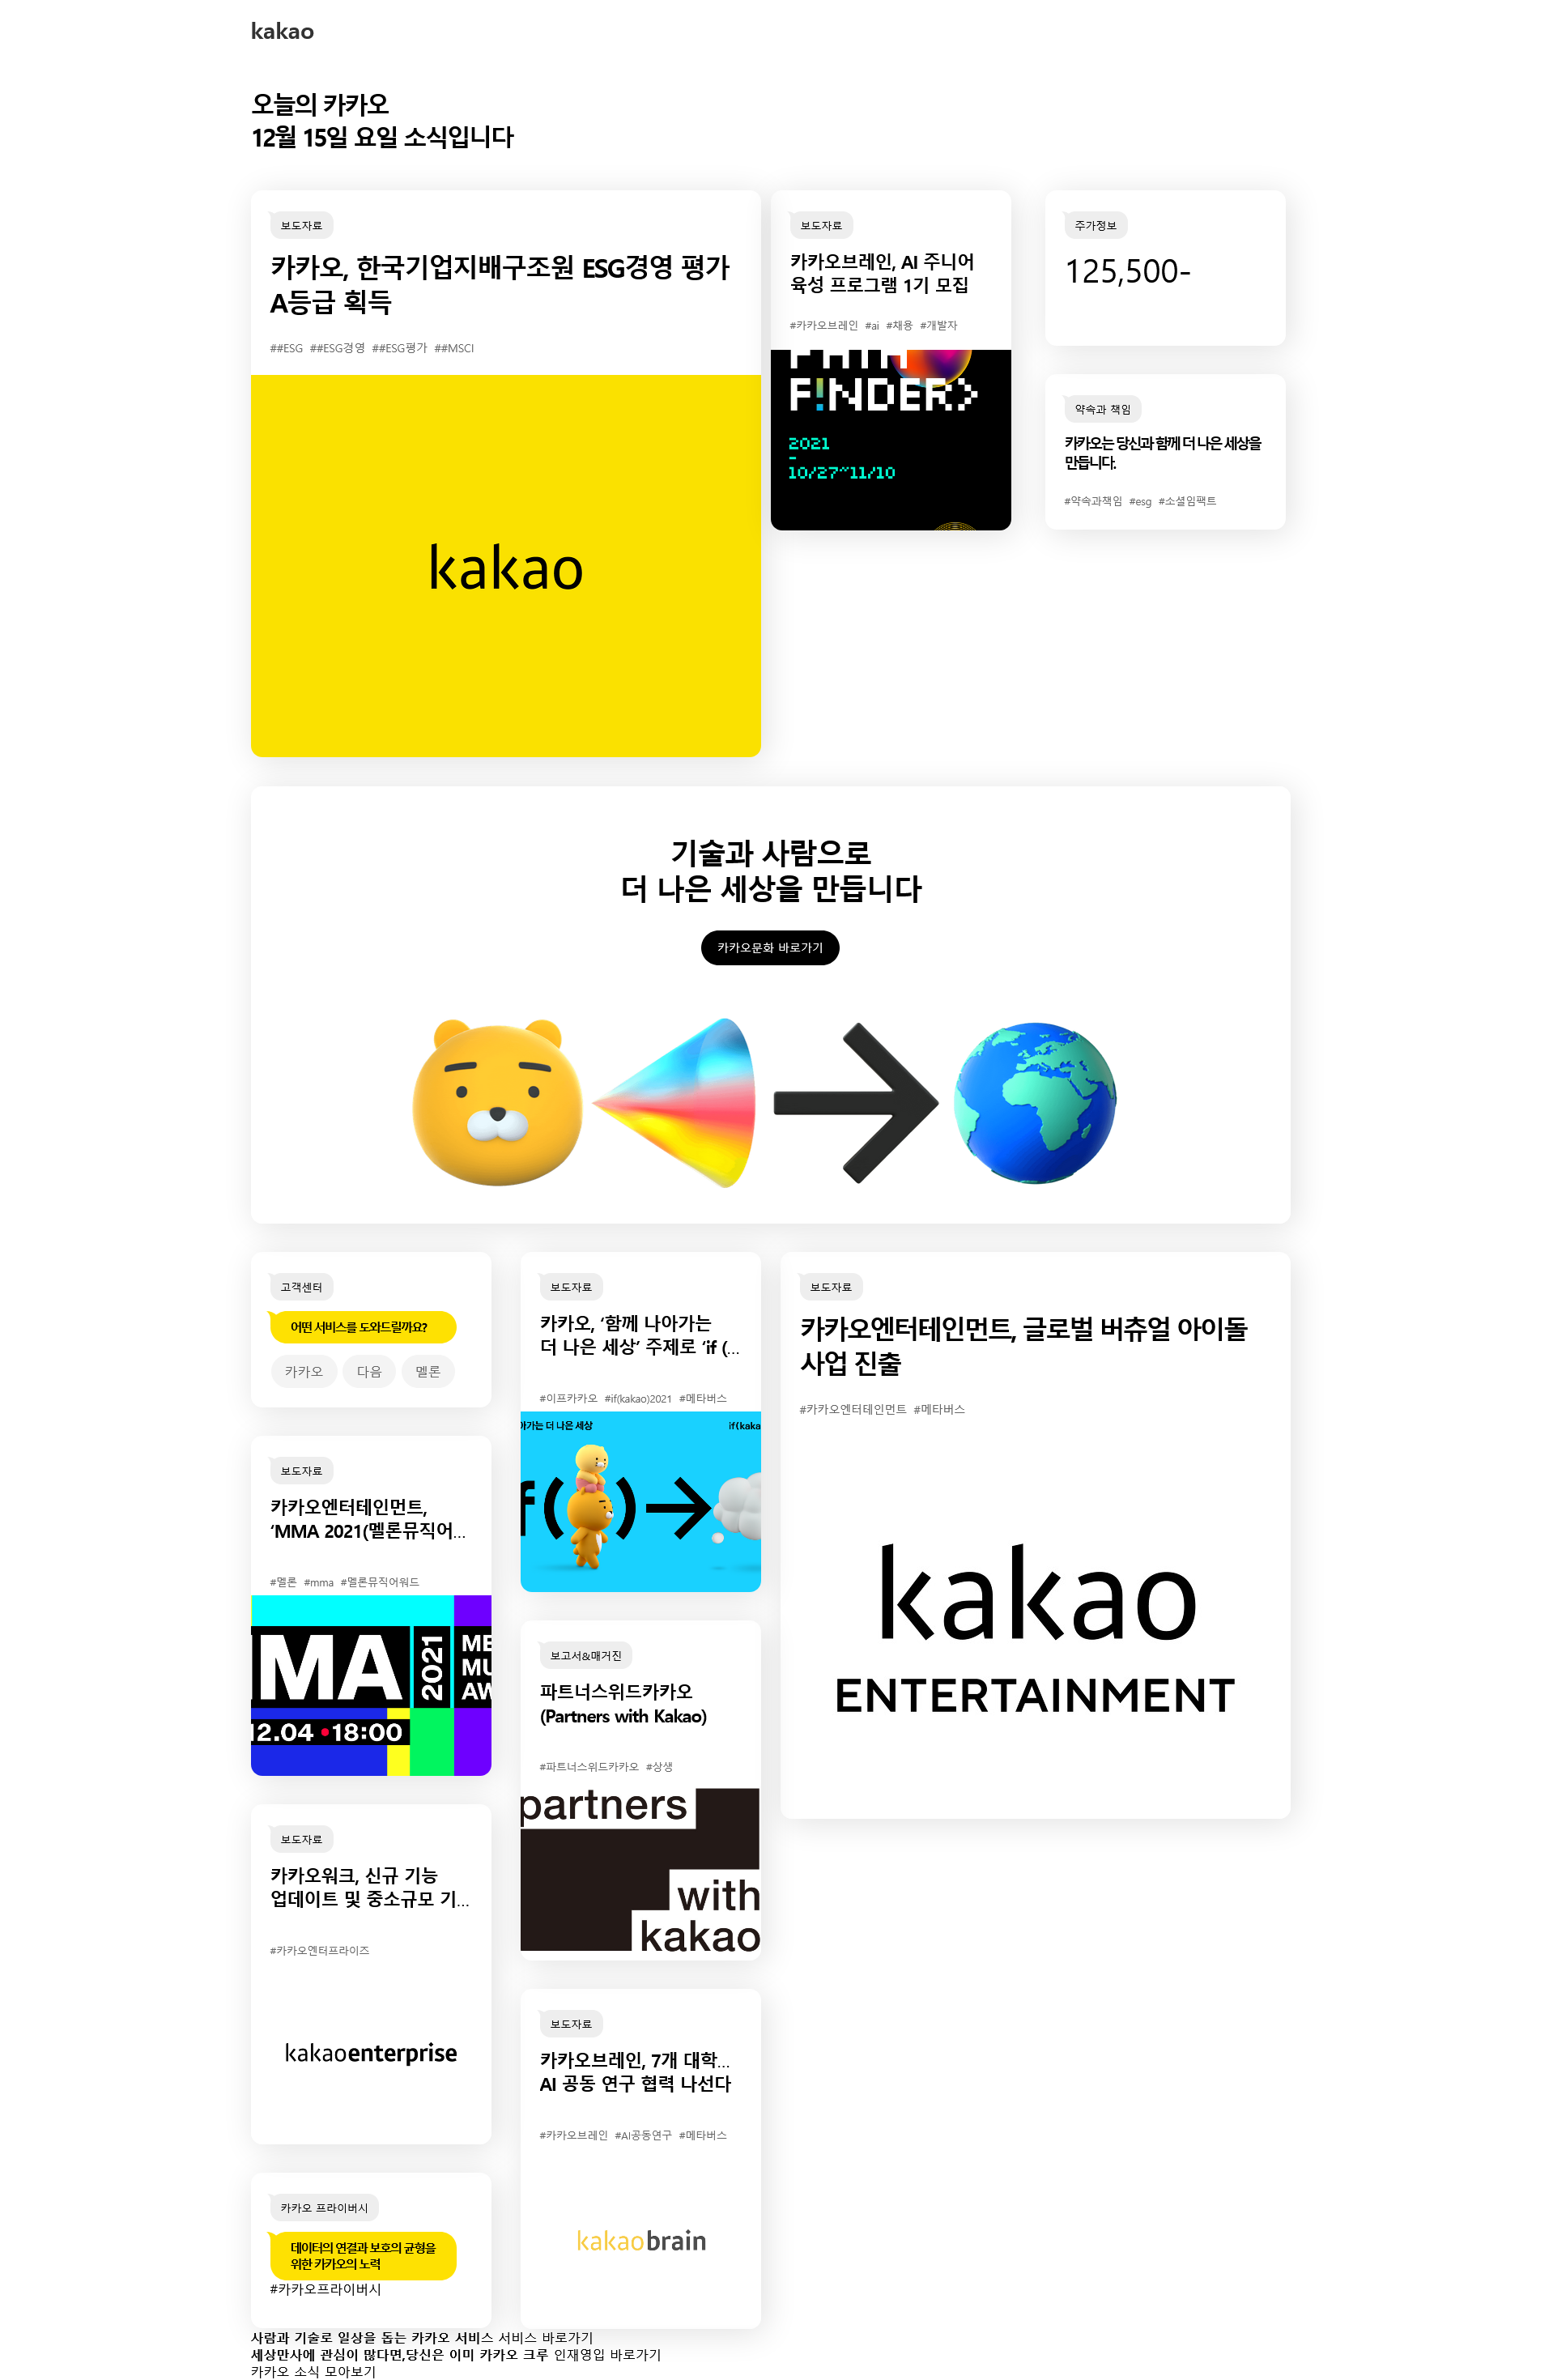 kakao
오늘의 카카오
12월 15일 요일 소식입니다
보도자료
카카오, 한국기업지배구조원 ESG경영 평가
A등급 획득
##ESG ##ESG경영 ##ESG평가 ##MSCI
kakao
보도자료
카카오브레인, AI 주니어
육성 프로그램 1기 모집
#카카오브레인 #ai #채용 #개발자
F!NDER>
2021
-
10/27~11/10
주가정보
125,500-
약속과 책임
카카오는 당신과 함께 더 나은 세상을
만듭니다.
#약속과책임 #esg #소셜임팩트
기술과 사람으로
더 나은 세상을 만듭니다
카카오문화 바로가기
고객센터
어떤 서비스를 도와드릴까요?
카카오 다음 멜론
보도자료
카카오엔터테인먼트,
‘MMA 2021(멜론뮤직어...
#멜론 #mma #멜론뮤직어워드
MA 2021 ME
MU
AW
12.04 •18:00
보도자료
카카오워크, 신규 기능
업데이트 및 중소규모 기...
#카카오엔터프라이즈
kakaoenterprise
카카오 프라이버시
데이터의 연결과 보호의 균형을
위한 카카오의 노력
#카카오프라이버시
보도자료
카카오, ‘함께 나아가는
더 나은 세상’ 주제로 ‘if (...
#이프카카오 #if(kakao)2021 #메타버스
아가는 더 나은 세상 if(kaka
f( )→
보고서&매거진
파트너스위드카카오
(Partners with Kakao)
#파트너스위드카카오 #상생
partners
with
kakao
보도자료
카카오브레인, 7개 대학...
AI 공동 연구 협력 나선다
#카카오브레인 #AI공동연구 #메타버스
kakaobrain
보도자료
카카오엔터테인먼트, 글로벌 버츄얼 아이돌
사업 진출
#카카오엔터테인먼트 #메타버스
kakao
ENTERTAINMENT
사람과 기술로 일상을 돕는 카카오 서비스 서비스 바로가기
세상만사에 관심이 많다면,당신은 이미 카카오 크루 인재영입 바로가기
카카오 소식 모아보기